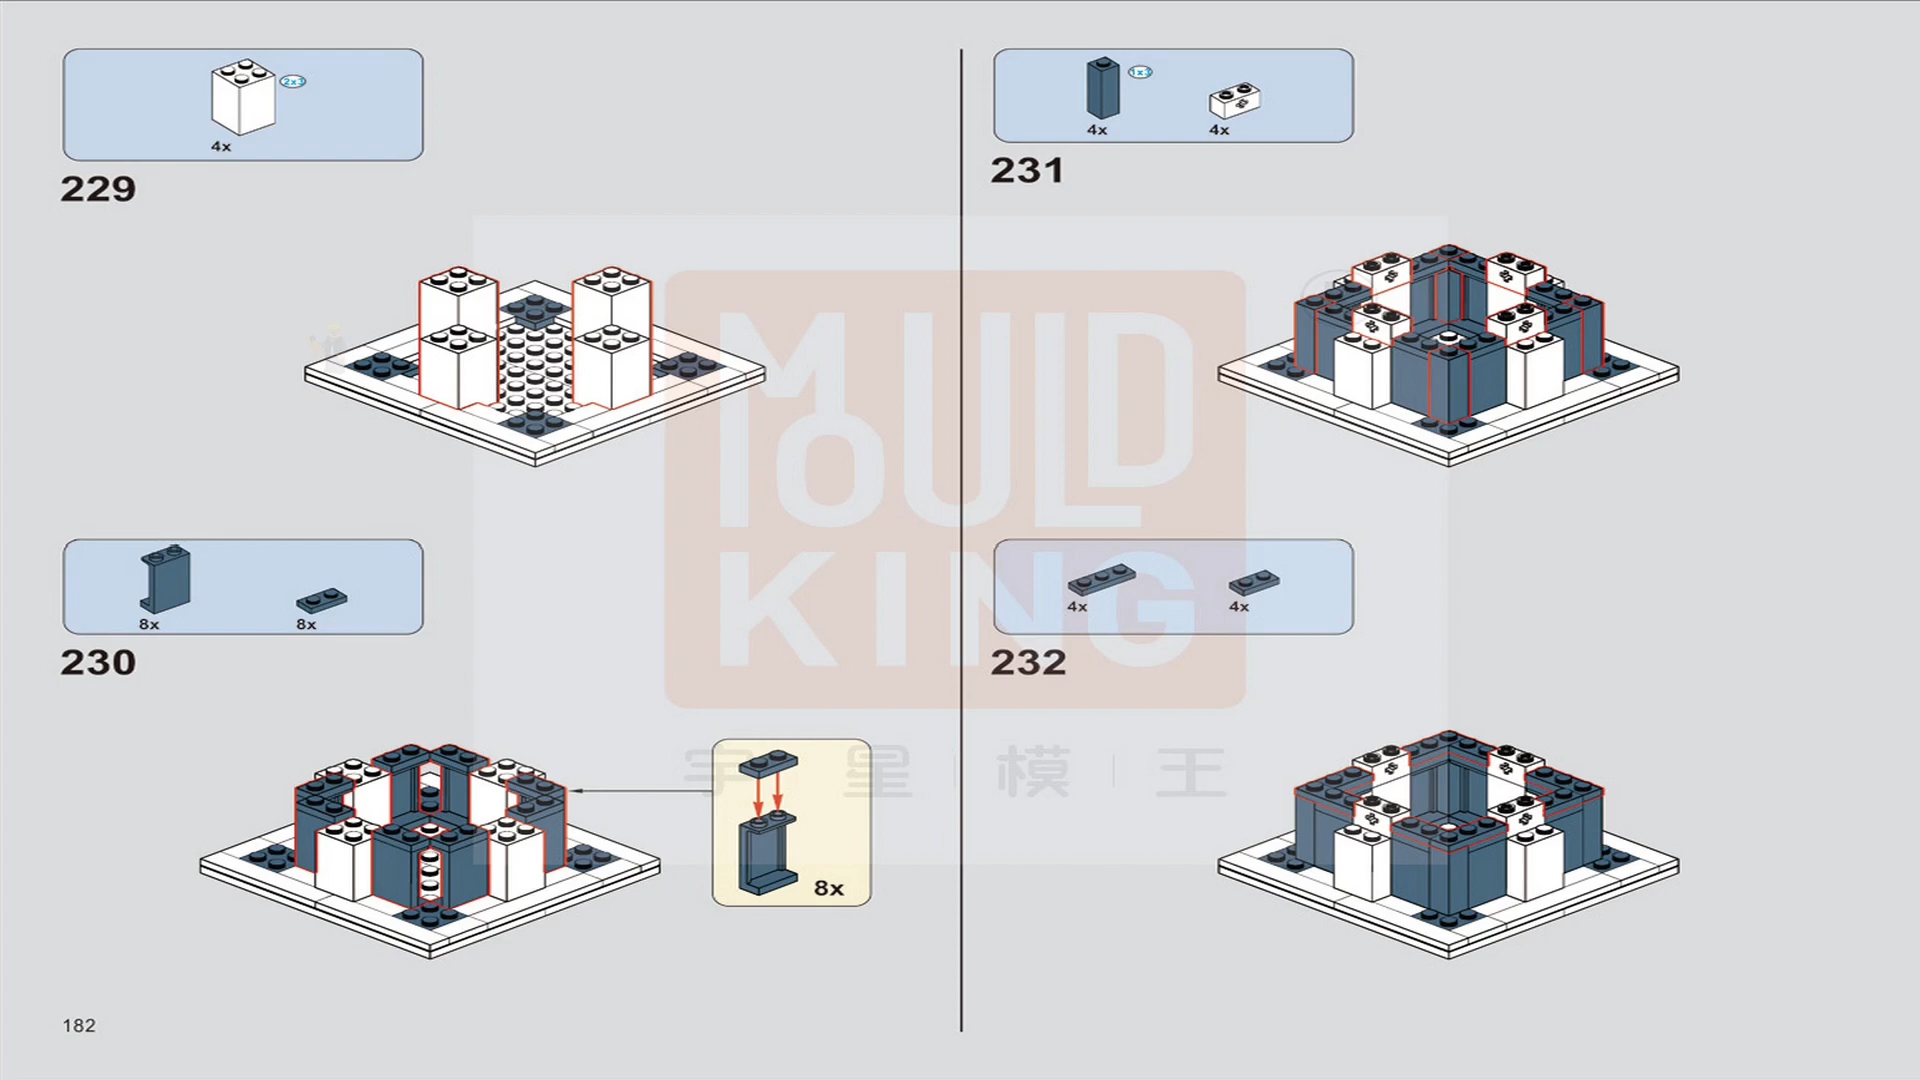 2x3
4x
229
8x
8x
230
8x
1x3
4x
4x
231
4x
4x
232
MOULD
KING
宇 星 模 王
182